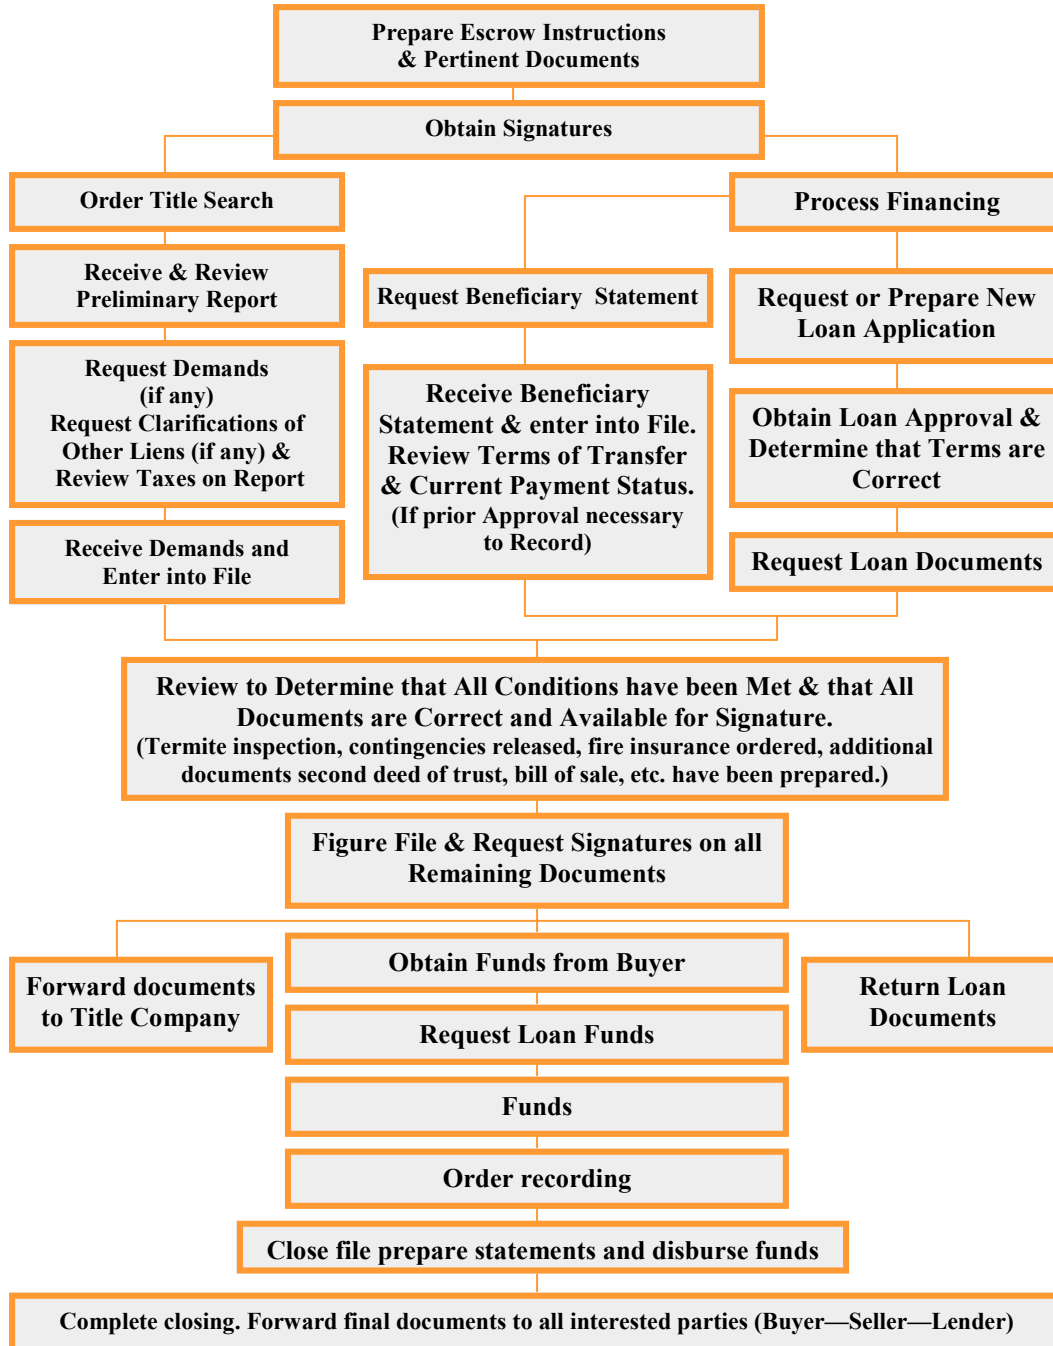 Prepare Escrow Instructions
& Pertinent Documents
Obtain Signatures
Order Title Search
Process Financing
Receive & Review
Preliminary Report
Request Beneficiary Statement
Request or Prepare New
Loan Application
Request Demands
(if any)
Request Clarifications of
Other Liens (if any) &
Review Taxes on Report
Receive Beneficiary
Statement & enter into File.
Review Terms of Transfer
& Current Payment Status.
(If prior Approval necessary
to Record)
Obtain Loan Approval &
Determine that Terms are
Correct
Receive Demands and
Enter into File
Request Loan Documents
Review to Determine that All Conditions have been Met & that All
Documents are Correct and Available for Signature.
(Termite inspection, contingencies released, fire insurance ordered, additional
documents second deed of trust, bill of sale, etc. have been prepared.)
Figure File & Request Signatures on all
Remaining Documents
Forward documents
to Title Company
Obtain Funds from Buyer
Return Loan
Documents
Request Loan Funds
Funds
Order recording
Close file prepare statements and disburse funds
Complete closing. Forward final documents to all interested parties (Buyer—Seller—Lender)